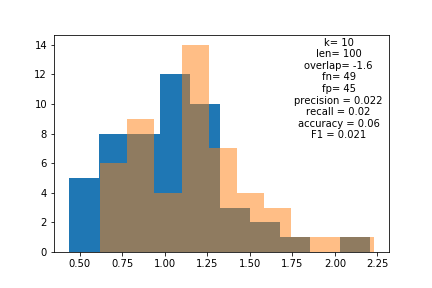 14
12
10
8
6
4
2
0
k= 10
len= 100
overlap= -1.6
fn= 49
fp= 45
precision = 0.022
recall = 0.02
accuracy = 0.06
F1 = 0.021
0.50 0.75 1.00 1.25 1.50 1.75 2.00 2.25